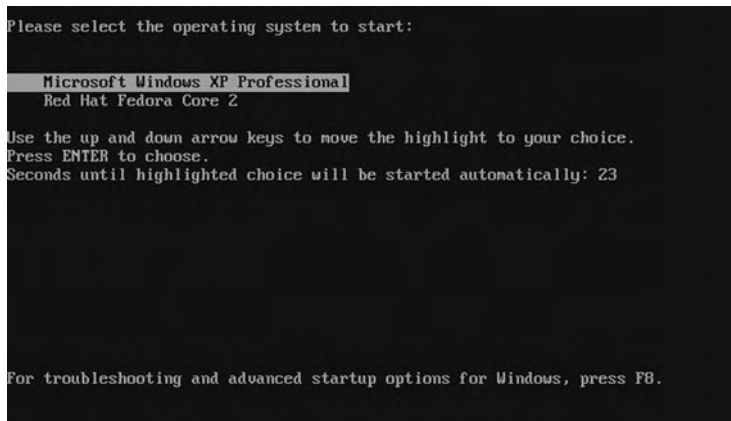 Please select the operating system to start:
Microsoft Windows XP Professional
Red Hat Fedora Core 2
Use the up and down arrow keys to move the highlight to your choice.
Press ENTER to choose.
Seconds until highlighted choice will be started automatically: 23
For troubleshooting and advanced startup options for Windows, press F8.